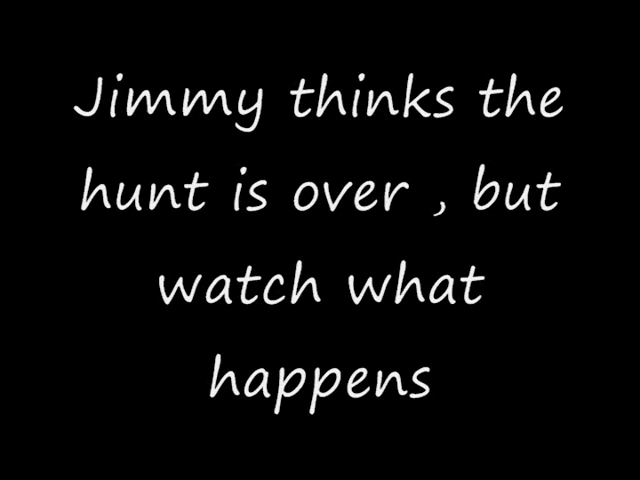 Jimmy thinks the
hunt is over , but
watch what
happens